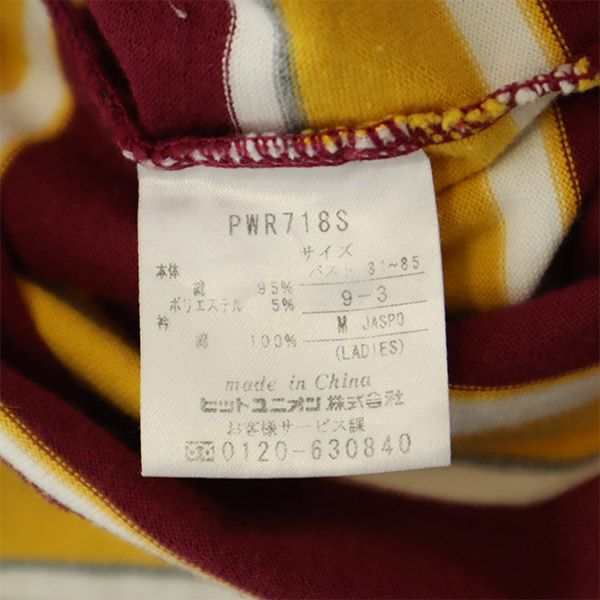 PWR718S
サイズ
本体 バスト 81~85
綿 95%
ポリエステル 5% 9-3
衿 M JASPO
綿 100% (LADIES)
made in China
ヒットユニオン株式会社
お客様サービス課
0120-630840